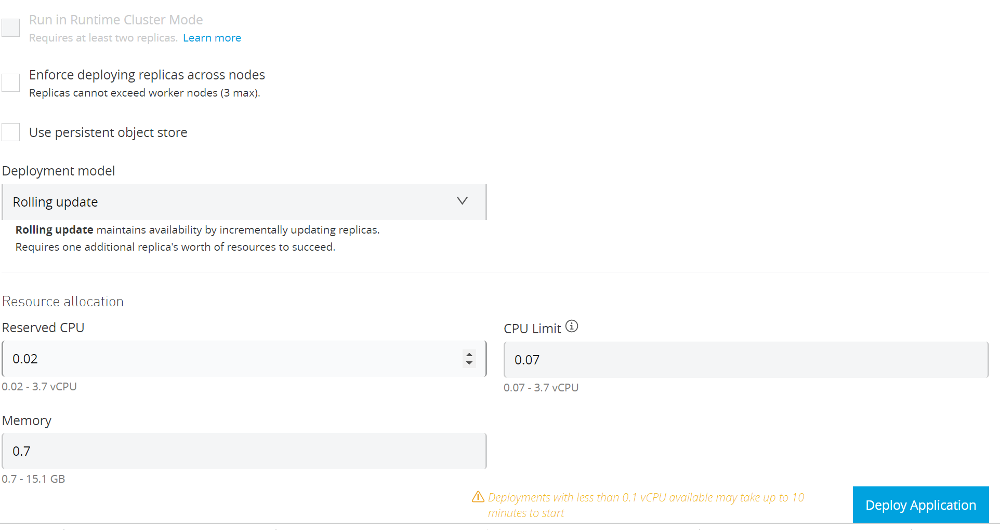 Run in Runtime Cluster Mode
Requires at least two replicas. Learn more
Enforce deploying replicas across nodes
Replicas cannot exceed worker nodes (3 max).
Use persistent object store
Deployment model
Rolling update
Rolling update maintains availability by incrementally updating replicas.
Requires one additional replica's worth of resources to succeed.
Resource allocation
Reserved CPU
0.02
0.02 - 3.7 vCPU
CPU Limit
0.07
0.07 - 3.7 vCPU
Memory
0.7
0.7 - 15.1 GB
Deployments with less than 0.1 vCPU available may take up to 10
minutes to start
Deploy Application